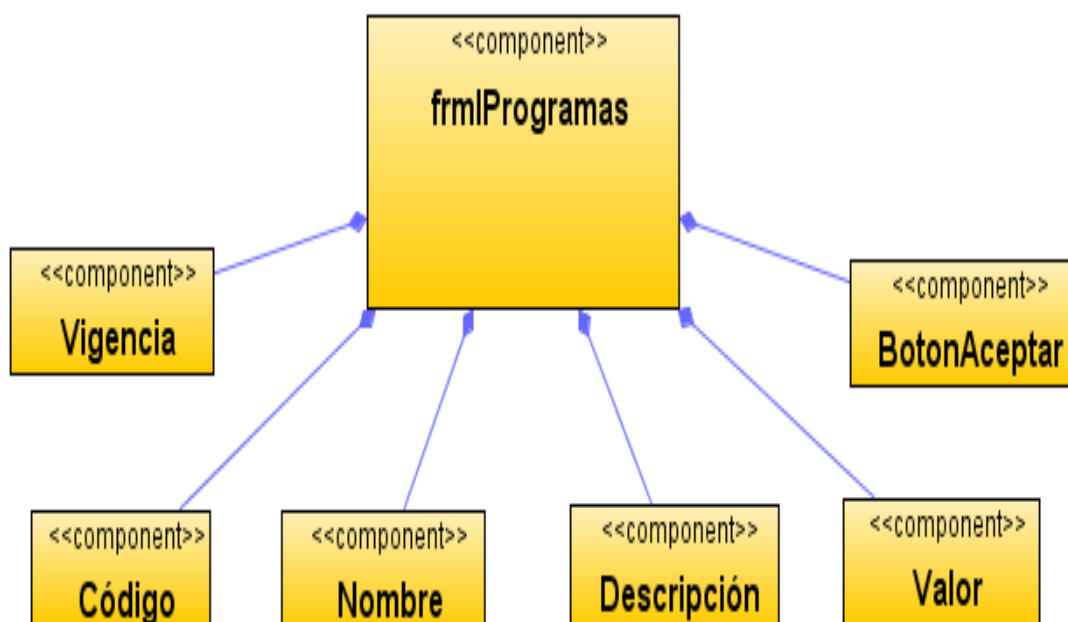 <<component>>
frmlProgramas
<<component>>
Vigencia
<<component>>
BotonAceptar
<<component>>
Código
<<component>>
Nombre
<<component>>
Descripción
<<component>>
Valor